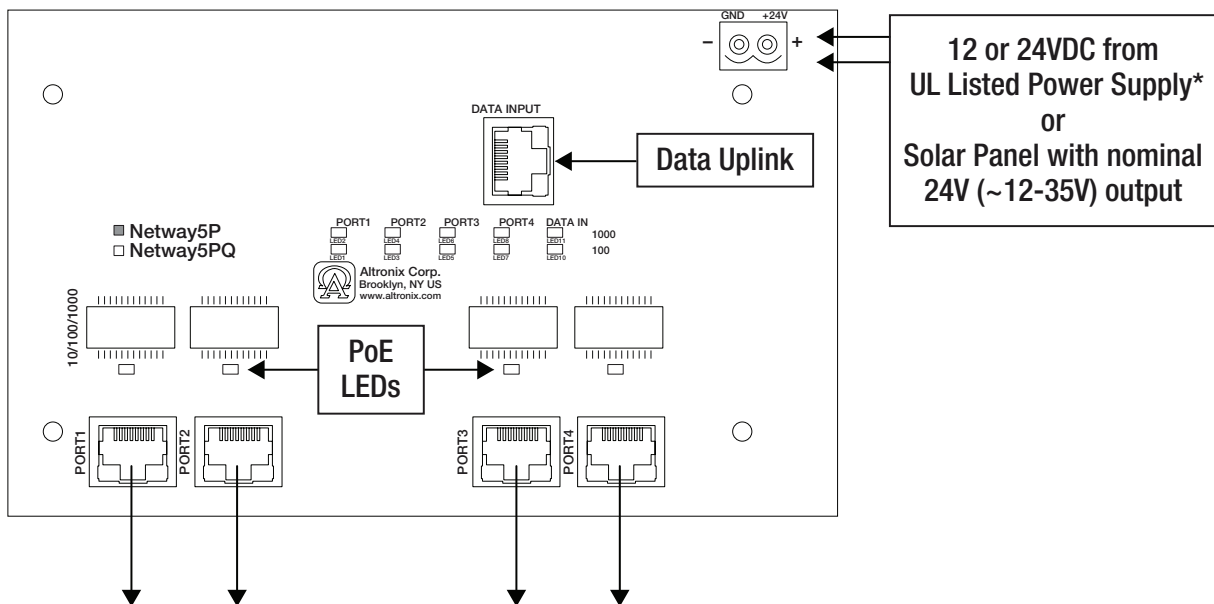 GND +24V
– +
12 or 24VDC from
UL Listed Power Supply*
or
Solar Panel with nominal
24V (~12-35V) output
DATA INPUT
Data Uplink
PORT1 PORT2 PORT3 PORT4 DATA IN
LED2 LED4 LED6 LED8 LED11 1000
LED1 LED3 LED5 LED7 LED10 100
Netway5P
Netway5PQ
Altronix Corp.
Brooklyn, NY US
www.altronix.com
10/100/1000
PoE
LEDs
PORT1
PORT2
PORT3
PORT4